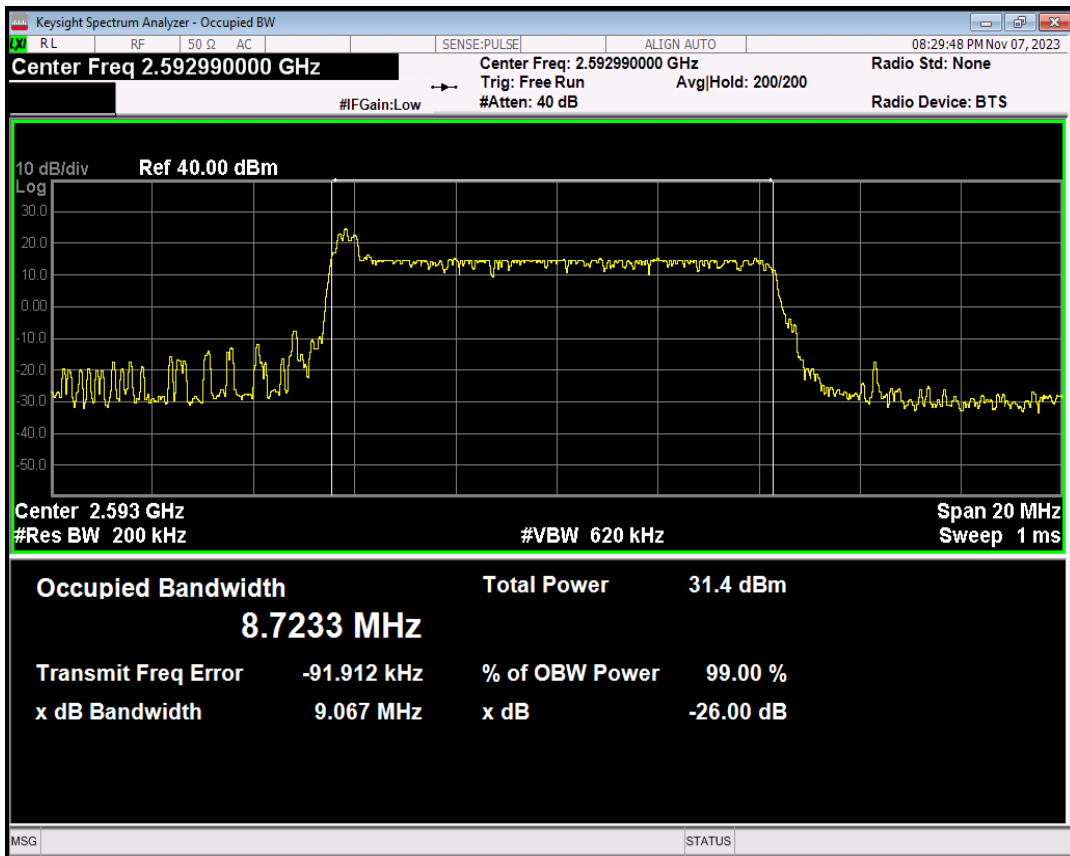 Keysight Spectrum Analyzer - Occupied BW
LXI RL RF 50 Ω AC SENSE:PULSE ALIGN AUTO 08:29:48 PM Nov 07, 2023
Center Freq 2.592990000 GHz Center Freq: 2.592990000 GHz Radio Std: None
Trig: Free Run Avg|Hold: 200/200
#IFGain:Low #Atten: 40 dB Radio Device: BTS
10 dB/div Ref 40.00 dBm
Log
30.0
20.0
10.0
0.00
-10.0
-20.0
-30.0
-40.0
-50.0
Center 2.593 GHz Span 20 MHz
#Res BW 200 kHz #VBW 620 kHz Sweep 1 ms
Occupied Bandwidth Total Power 31.4 dBm
8.7233 MHz
Transmit Freq Error -91.912 kHz % of OBW Power 99.00 %
x dB Bandwidth 9.067 MHz x dB -26.00 dB
MSG STATUS